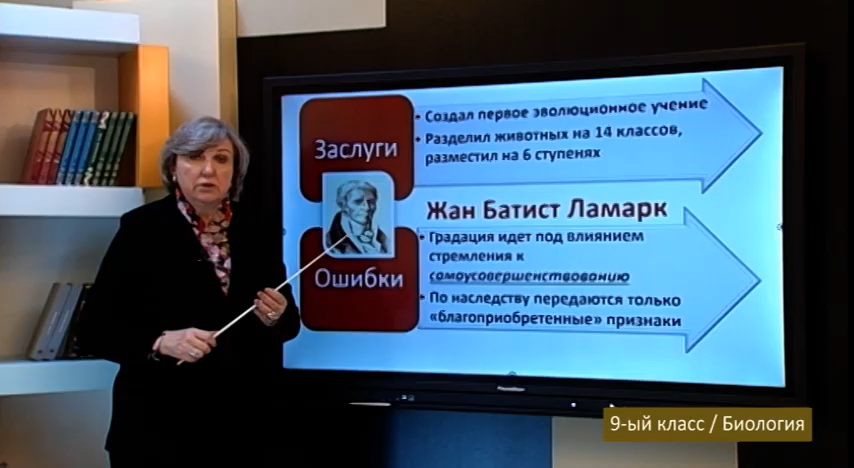 Заслуги
• Создал первое эволюционное учение
• Разделил животных на 14 классов,
разместил на 6 ступенях
Жан Батист Ламарк
Ошибки
• Градация идет под влиянием
стремления к
самоусовершенствованию
• По наследству передаются только
«благоприобретенные» признаки
9-ый класс / Биология